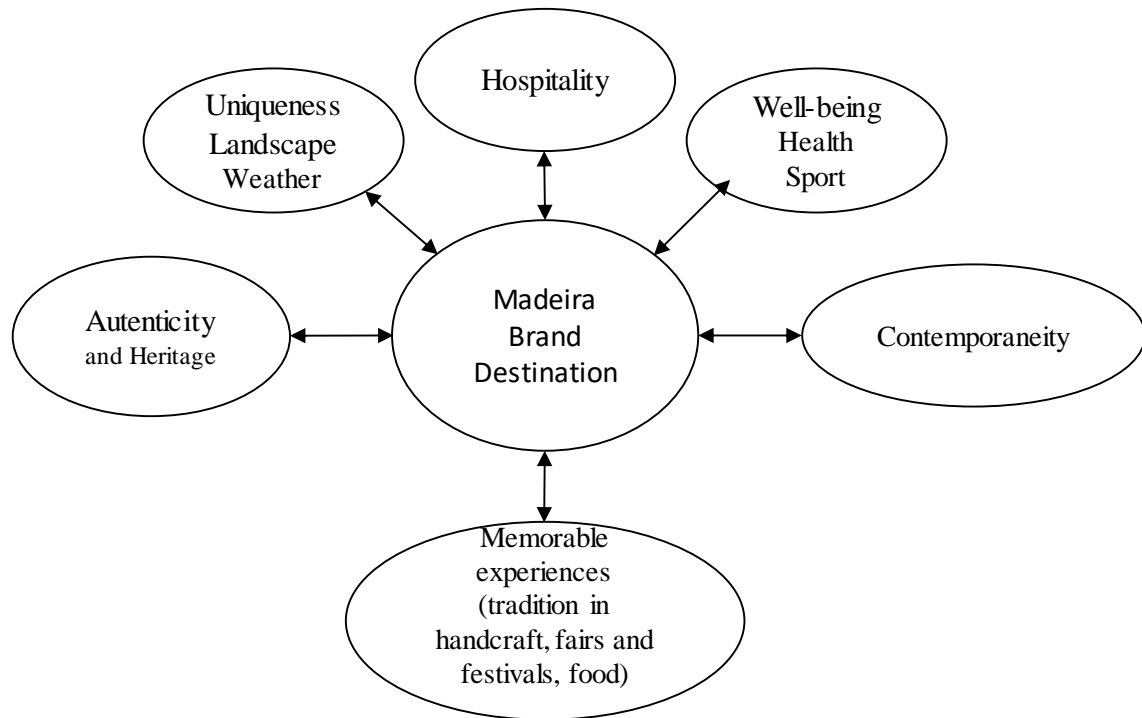 Hospitality
Uniqueness
Landscape
Weather
Well-being
Health
Sport
Autenticity
and Heritage
Madeira
Brand
Destination
Contemporaneity
Memorable
experiences
(tradition in
handcraft, fairs and
festivals, food)